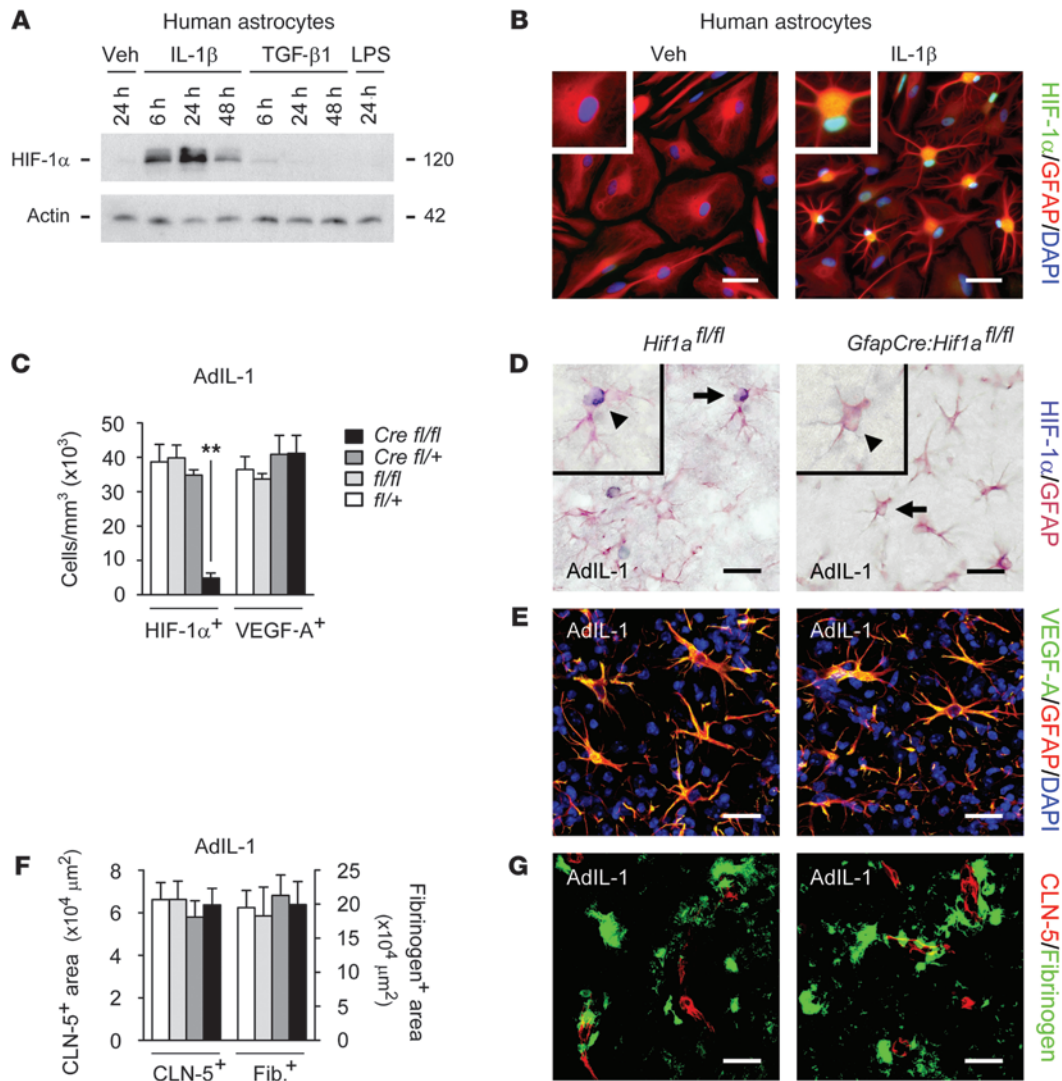 A
Human astrocytes
Veh IL-1β TGF-β1 LPS
24 h 6 h 24 h 48 h 6 h 24 h 48 h 24 h
HIF-1α 120
Actin 42
B
Human astrocytes
Veh IL-1β
HIF-1α/GFAP/DAPI
C
AdIL-1
Cells/mm³ (x10³)
50
40
30
20
10
0
**
Cre fl/fl
Cre fl/+
fl/fl
fl/+
HIF-1α⁺ VEGF-A⁺
D
Hif1a fl/fl GfapCre:Hif1a fl/fl
AdIL-1 AdIL-1
HIF-1α/GFAP
E
AdIL-1 AdIL-1
VEGF-A/GFAP/DAPI
F
AdIL-1
CLN-5⁺ area (x10⁴ μm²)
8
6
4
2
0
25
20
15
10
5
0
Fibrinogen⁺ area
(x10⁴ μm²)
CLN-5⁺ Fib.⁺
G
AdIL-1 AdIL-1
CLN-5/Fibrinogen